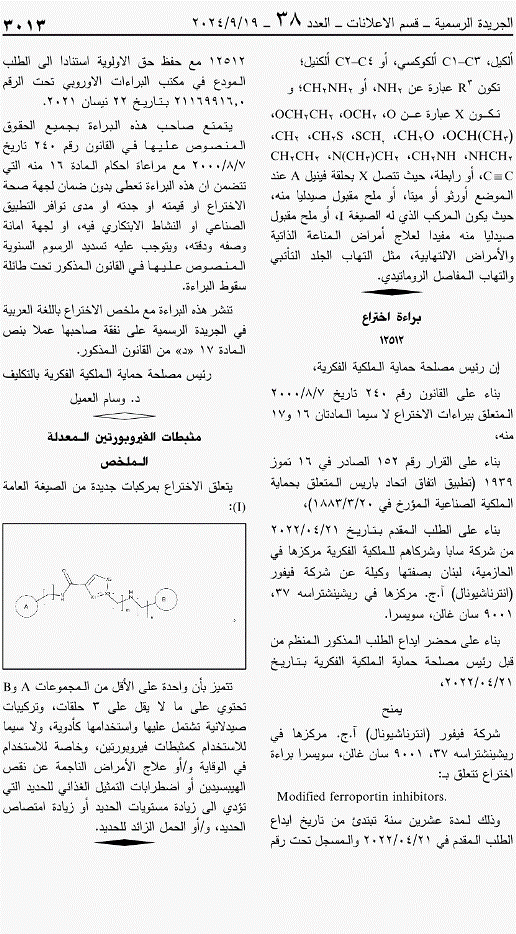 الجريدة الرسمية – قسم الاعلانات – العدد ٣٨ – ٢٠٢٤/٩/١٩
٣٠١٣
ألكيل، C١–C٣ ألكوكسي، أو C٢–C٤ ألكنيل؛
تكون R٣ عبارة عن NH٢، أو CH٢NH٢؛ و
تكون X عبارة عن O، OCH٢، OCH٢CH٢،
OCH(CH٣)، CH٢O، SCH٢، CH٢S، CH٢،
NHCH٢، CH٢NH، N(CH٣)CH٢، CH٢CH٢
C≡C، أو رابطة، حيث تتصل X بحلقة فينيل A عند
الموضع أورثو أو ميتا، أو ملح مقبول صيدليا منه،
حيث يكون المركب الذي له الصيغة I، أو ملح مقبول
صيدليا منه مفيدا لعلاج أمراض المناعة الذاتية
والأمراض الالتهابية، مثل التهاب الجلد التأتبي
والتهاب المفاصل الروماتيدي.
براءة اختراع
١٢٥١٢
إن رئيس مصلحة حماية الملكية الفكرية،
بناء على القانون رقم ٢٤٠ تاريخ ٢٠٠٠/٨/٧
المتعلق ببراءات الاختراع لا سيما المادتان ١٦ و١٧
منه،
بناء على القرار رقم ١٥٢ الصادر في ١٦ تموز
١٩٣٩ (تطبيق اتفاق اتحاد باريس المتعلق بحماية
الملكية الصناعية المؤرخ في ١٨٨٣/٣/٢٠)،
بناء على الطلب المقدم بتاريخ ٢٠٢٢/٠٤/٢١
من شركة سابا وشركاهم للملكية الفكرية مركزها في
الحازمية، لبنان بصفتها وكيلة عن شركة فيفور
(انترناشيونال) آ.ج. مركزها في ريشينشتراسه ٣٧،
٩٠٠١ سان غالن، سويسرا.
بناء على محضر ايداع الطلب المذكور المنظم من
قبل رئيس مصلحة حماية الملكية الفكرية بتاريخ
٢٠٢٢/٠٤/٢١،
يمنح
شركة فيفور (انترناشيونال) آ.ج. مركزها في
ريشينشتراسه ٣٧، ٩٠٠١ سان غالن، سويسرا براءة
اختراع تتعلق بـ:
Modified ferroportin inhibitors.
وذلك لمدة عشرين سنة تبتدئ من تاريخ ايداع
الطلب المقدم في ٢٠٢٢/٠٤/٢١ والمسجل تحت رقم
١٢٥١٢ مع حفظ حق الاولوية استنادا الى الطلب
المودع في مكتب البراءات الاوروبي تحت الرقم
٢١١٦٩٩١٦,٠ بتاريخ ٢٢ نيسان ٢٠٢١.
يتمتع صاحب هذه البراءة بجميع الحقوق
المنصوص عليها في القانون رقم ٢٤٠ تاريخ
٢٠٠٠/٨/٧ مع مراعاة احكام المادة ١٦ منه التي
تتضمن ان هذه البراءة تعطى بدون ضمان لجهة صحة
الاختراع او قيمته او جدته او مدى توافر التطبيق
الصناعي او النشاط الابتكاري فيه، او لجهة امانة
وصفه ودقته، ويتوجب عليه تسديد الرسوم السنوية
المنصوص عليها في القانون المذكور تحت طائلة
سقوط البراءة.
تنشر هذه البراءة مع ملخص الاختراع باللغة العربية
في الجريدة الرسمية على نفقة صاحبها عملا بنص
المادة ١٧ «د» من القانون المذكور.
رئيس مصلحة حماية الملكية الفكرية بالتكليف
د. وسام العميل
مثبطات الفيروبورتين المعدلة
الملخص
يتعلق الاختراع بمركبات جديدة من الصيغة العامة
(I):
A
B
تتميز بأن واحدة على الأقل من المجموعات A وB
تحتوي على ما لا يقل على ٣ حلقات، وتركيبات
صيدلانية تشتمل عليها واستخدامها كأدوية، ولا سيما
للاستخدام كمثبطات فيروبورتين، وخاصة للاستخدام
في الوقاية و/أو علاج الأمراض الناجمة عن نقص
الهيبسيدين أو اضطرابات التمثيل الغذائي للحديد التي
تؤدي الى زيادة مستويات الحديد أو زيادة امتصاص
الحديد، و/أو الحمل الزائد للحديد.